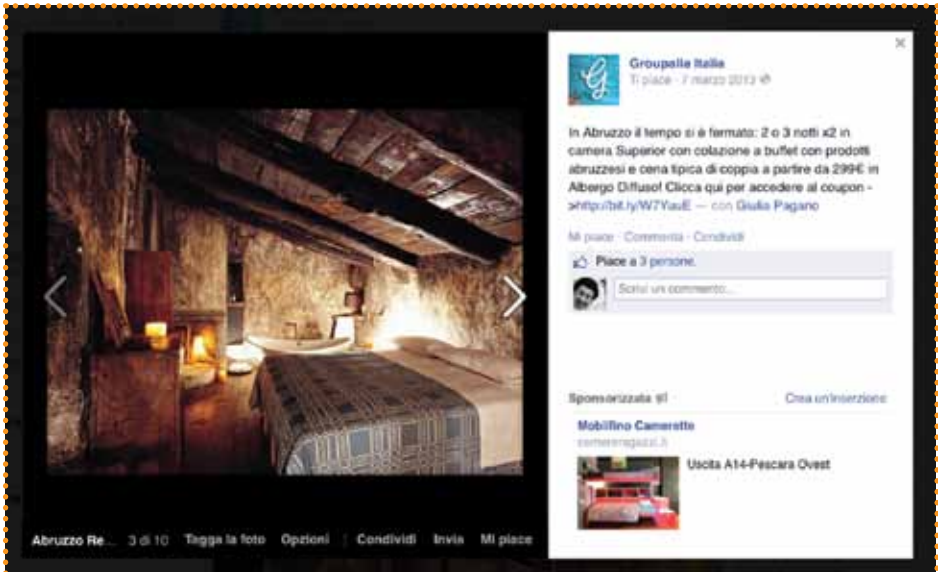 Groupalia Italia
Ti piace · 7 marzo 2013
In Abruzzo il tempo si è fermato: 2 o 3 notti x2 in
camera Superior con colazione a buffet con prodotti
abruzzesi e cena tipica di coppia a partire da 299€ in
Albergo Diffuso! Clicca qui per accedere al coupon -
>http://bit.ly/W7YauE — con Giulia Pagano
Mi piace · Commenta · Condividi
Piace a 3 persone.
Scrivi un commento...
Sponsorizzata
Crea un'inserzione
Mobilfino Camerette
camereragazzi.it
Uscita A14-Pescara Ovest
Abruzzo Re... 3 di 10 Tagga la foto Opzioni Condividi Invia Mi piace